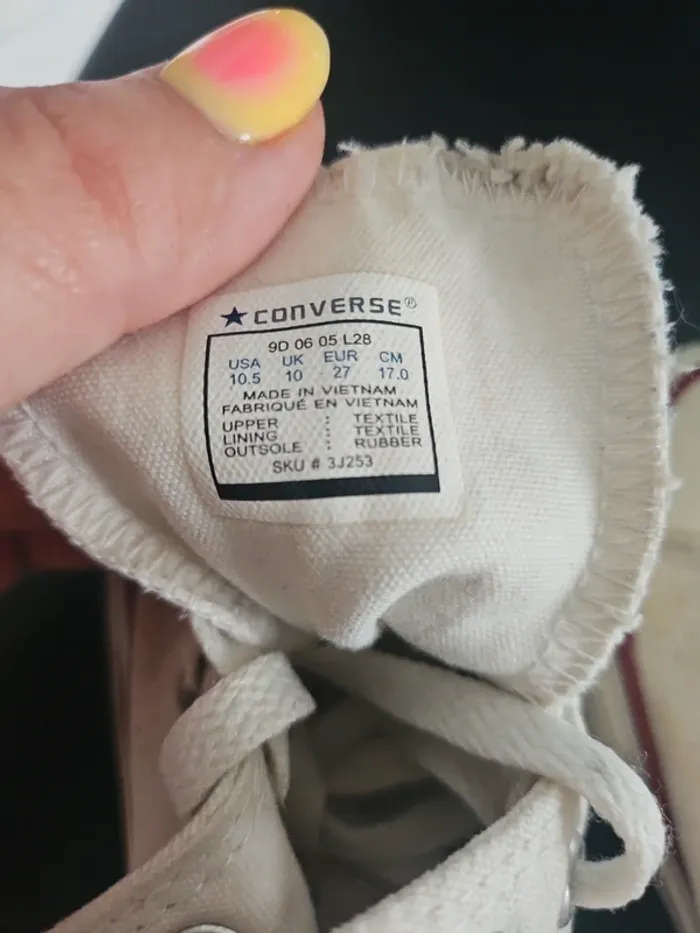 CONVERSE®
9D 06 05 L28
USA UK EUR CM
10.5 10 27 17.0
MADE IN VIETNAM
FABRIQUÉ EN VIETNAM
UPPER : TEXTILE
LINING : TEXTILE
OUTSOLE : RUBBER
SKU # 3J253